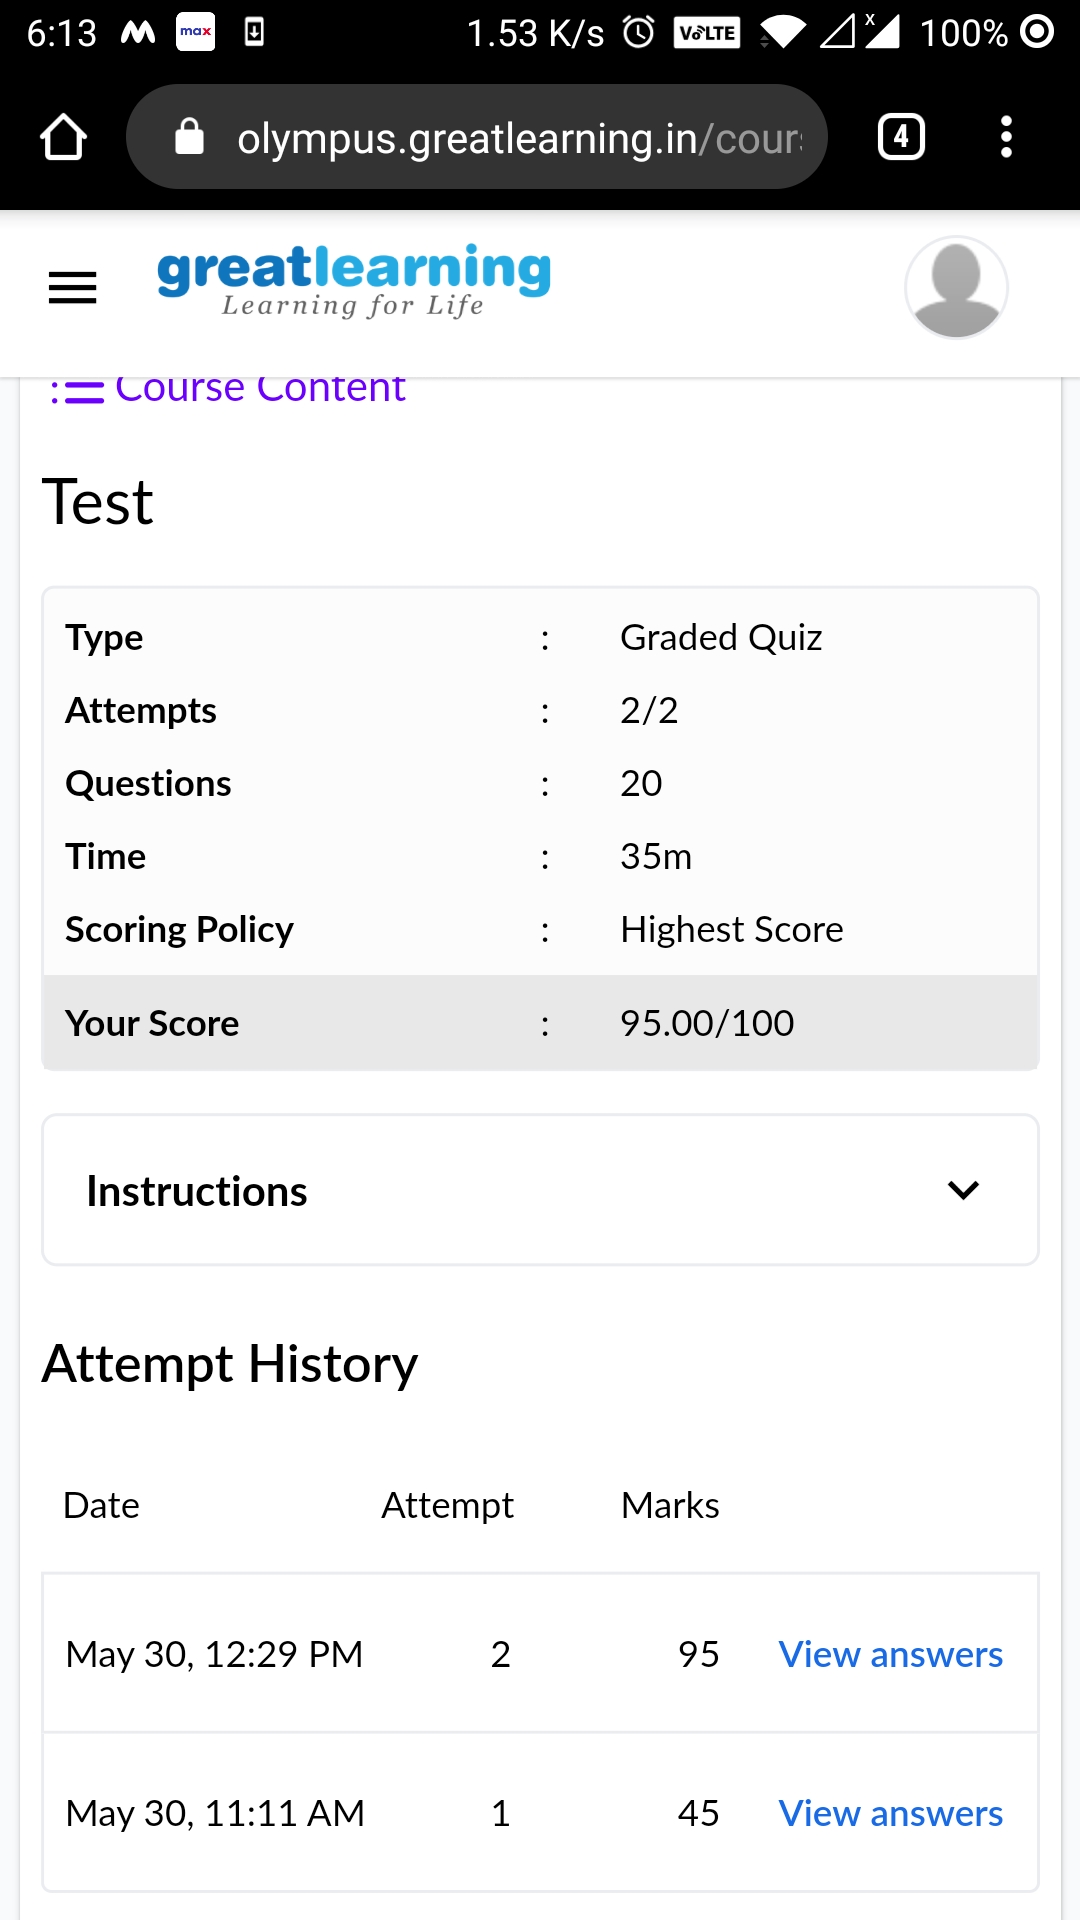 6:13 max 1.53 K/s VoLTE x 100%
olympus.greatlearning.in/cour 4
greatlearning
Learning for Life
Course Content
Test
Type : Graded Quiz
Attempts : 2/2
Questions : 20
Time : 35m
Scoring Policy : Highest Score
Your Score : 95.00/100
Instructions
Attempt History
Date Attempt Marks
May 30, 12:29 PM 2 95 View answers
May 30, 11:11 AM 1 45 View answers